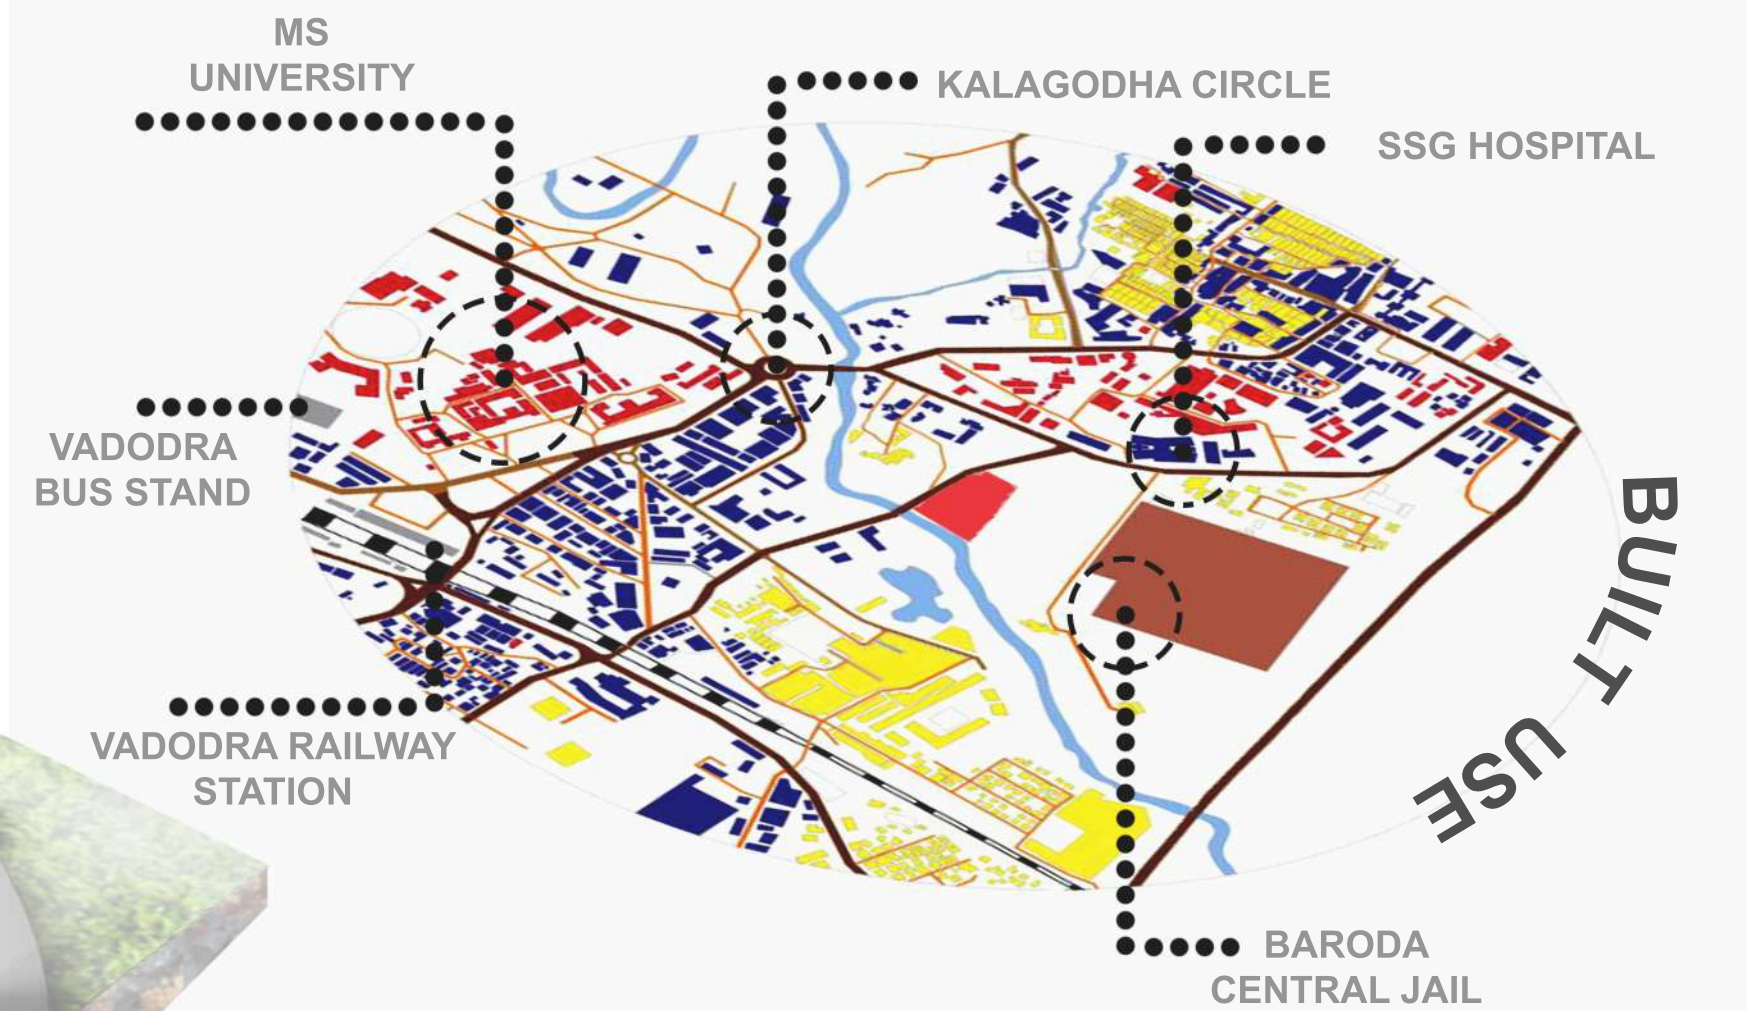 MS
UNIVERSITY
KALAGODHA CIRCLE
SSG HOSPITAL
VADODRA
BUS STAND
VADODRA RAILWAY
STATION
BUILT USE
BARODA
CENTRAL JAIL